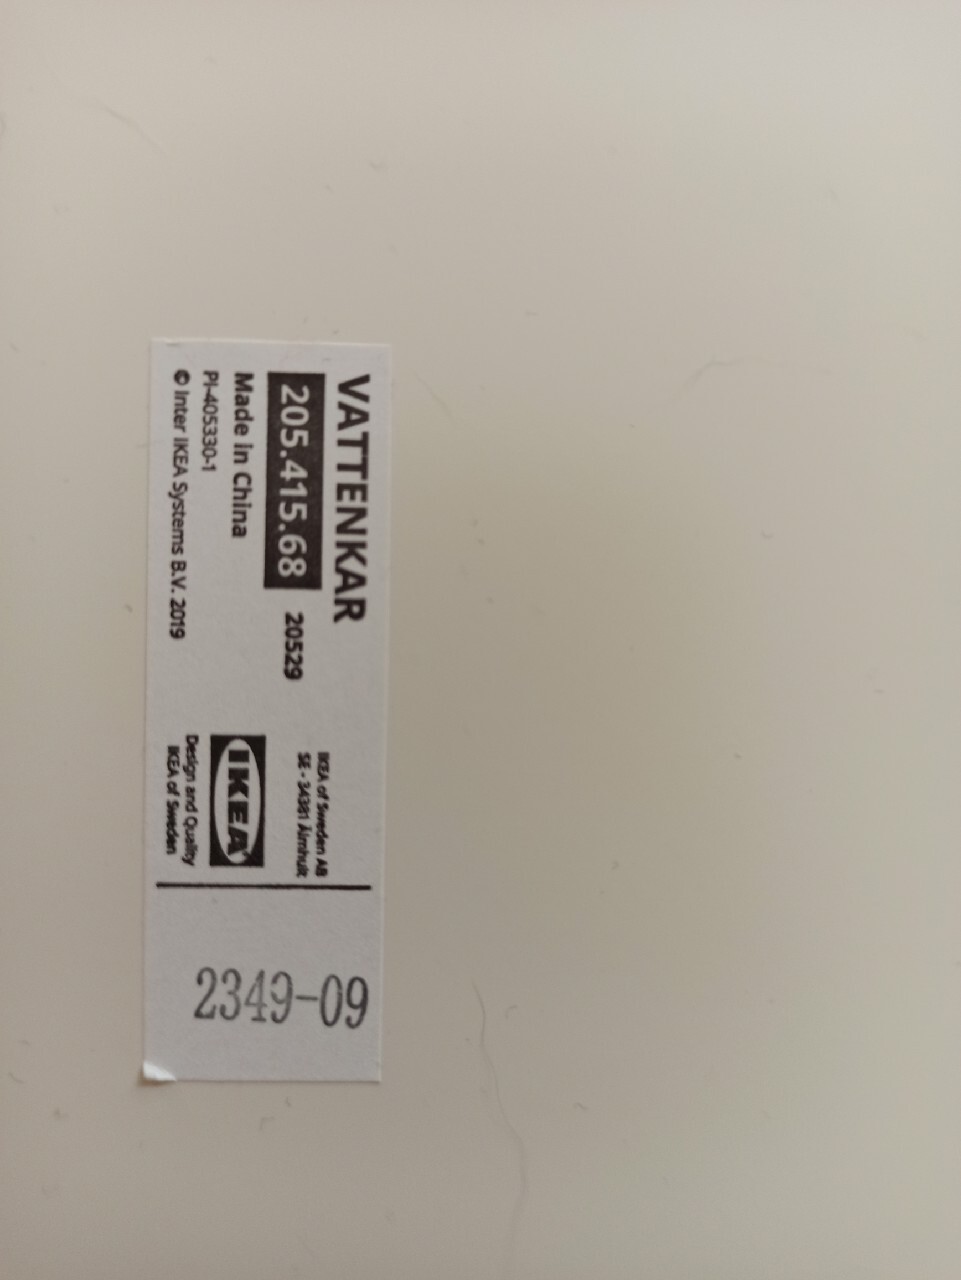 VATTENKAR
205.415.68 20529
Made in China
PI-405330-1
© Inter IKEA Systems B.V. 2019
IKEA of Sweden AB
SE - 34381 Älmhult
IKEA
Design and Quality
IKEA of Sweden
2349-09